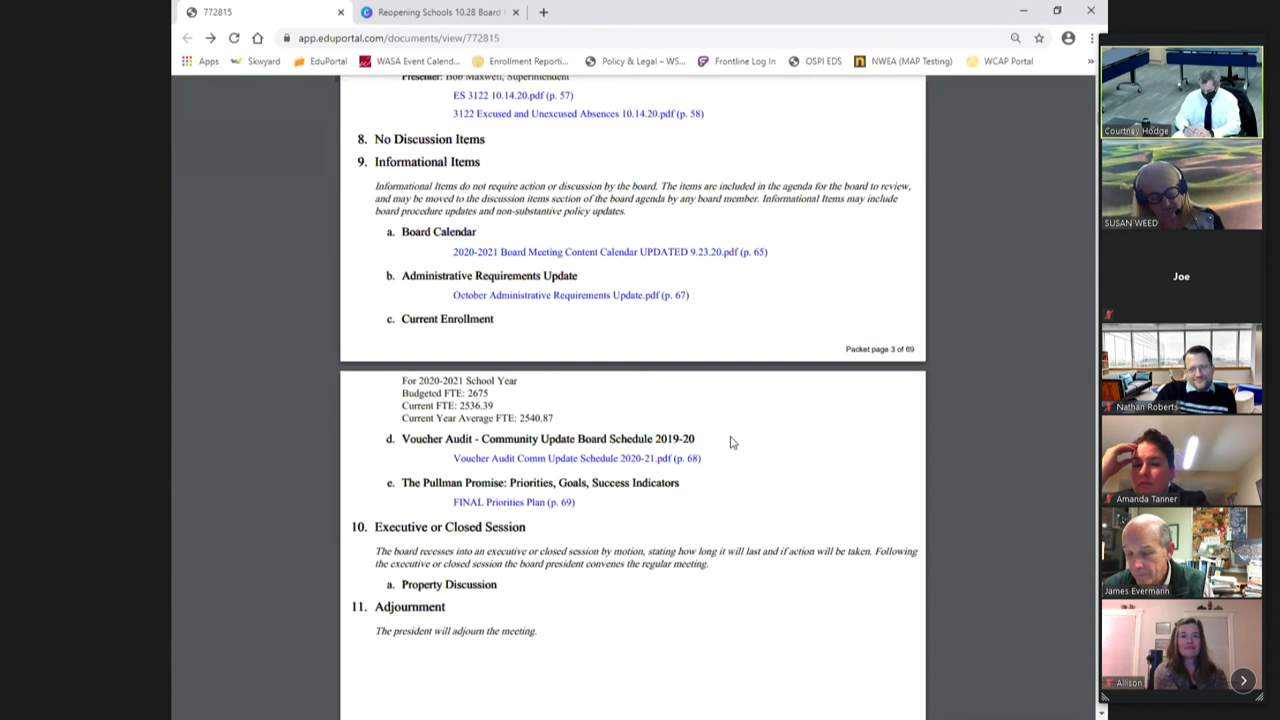 772815
Reopening Schools 10.28 Board
app.eduportal.com/documents/view/772815
Apps
Skyward
EduPortal
WASA Event Calend...
Enrollment Reporti...
Policy & Legal – WS...
Frontline Log In
OSPI EDS
NWEA (MAP Testing)
WCAP Portal
»
Presenter: Bob Maxwell, Superintendent
ES 3122 10.14.20.pdf (p. 57)
3122 Excused and Unexcused Absences 10.14.20.pdf (p. 58)
8. No Discussion Items
9. Informational Items
Informational Items do not require action or discussion by the board. The items are included in the agenda for the board to review,
and may be moved to the discussion items section of the board agenda by any board member. Informational Items may include
board procedure updates and non-substantive policy updates.
a. Board Calendar
2020-2021 Board Meeting Content Calendar UPDATED 9.23.20.pdf (p. 65)
b. Administrative Requirements Update
October Administrative Requirements Update.pdf (p. 67)
c. Current Enrollment
Packet page 3 of 69
For 2020-2021 School Year
Budgeted FTE: 2675
Current FTE: 2536.39
Current Year Average FTE: 2540.87
d. Voucher Audit - Community Update Board Schedule 2019-20
Voucher Audit Comm Update Schedule 2020-21.pdf (p. 68)
e. The Pullman Promise: Priorities, Goals, Success Indicators
FINAL Priorities Plan (p. 69)
10. Executive or Closed Session
The board recesses into an executive or closed session by motion, stating how long it will last and if action will be taken. Following
the executive or closed session the board president convenes the regular meeting.
a. Property Discussion
11. Adjournment
The president will adjourn the meeting.
Courtney Hodge
SUSAN WEED
Joe
Nathan Roberts
Amanda Tanner
James Evermann
Allison